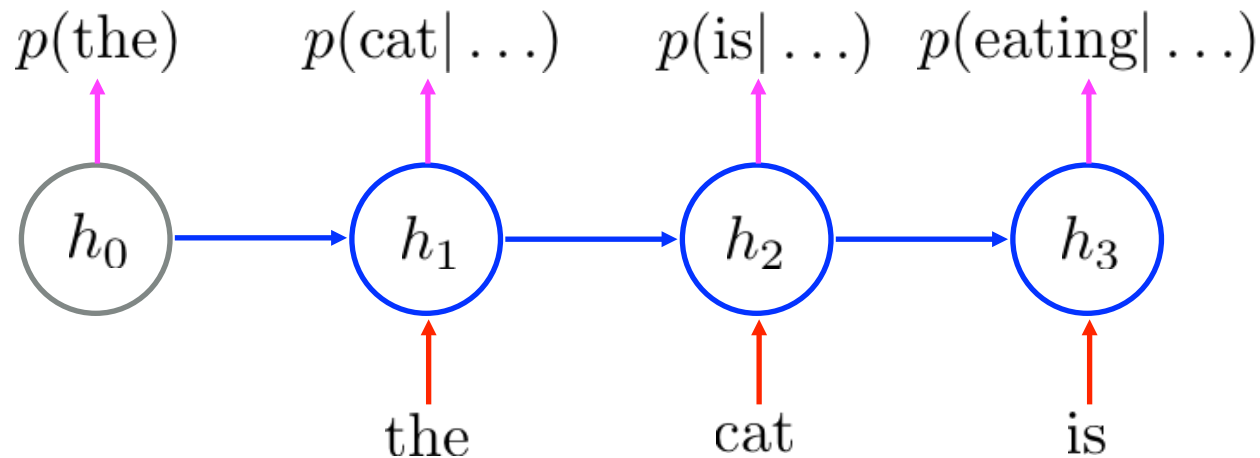 p(the) p(cat| …) p(is| …) p(eating| …)
h₀ h₁ h₂ h₃
the cat is